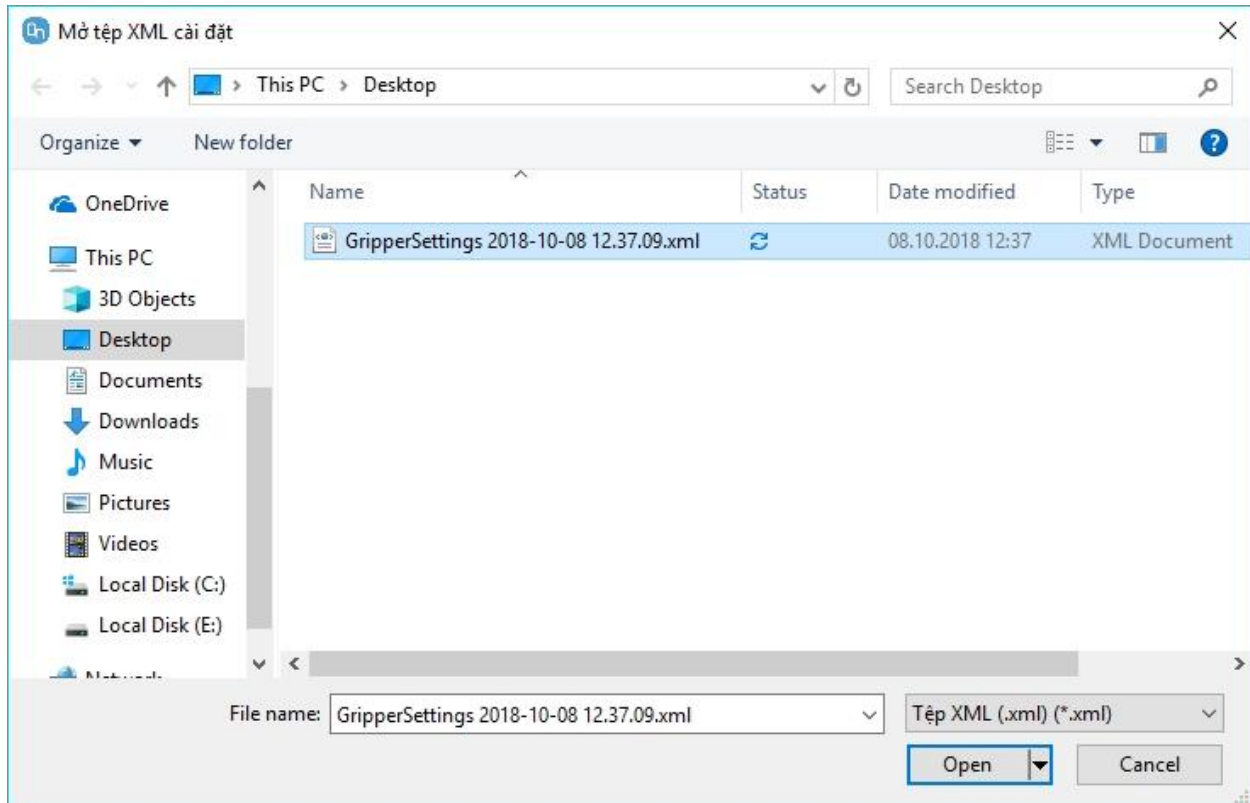 Mở tệp XML cài đặt
This PC > Desktop
Search Desktop
Organize
New folder
Name
Status
Date modified
Type
GripperSettings 2018-10-08 12.37.09.xml
08.10.2018 12:37
XML Document
OneDrive
This PC
3D Objects
Desktop
Documents
Downloads
Music
Pictures
Videos
Local Disk (C:)
Local Disk (E:)
Network
File name: GripperSettings 2018-10-08 12.37.09.xml
Tệp XML (.xml) (*.xml)
Open
Cancel